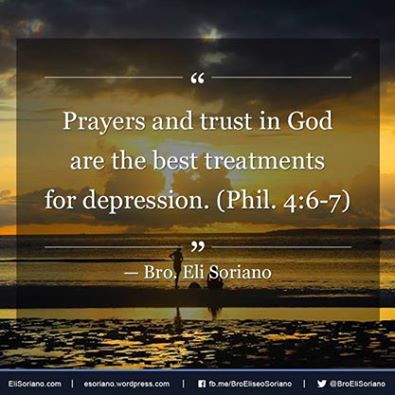 “
Prayers and trust in God
are the best treatments
for depression. (Phil. 4:6-7)
”
— Bro. Eli Soriano
EliSoriano.com | esoriano.wordpress.com | fb.me/BroEliseoSoriano | @BroEliSoriano